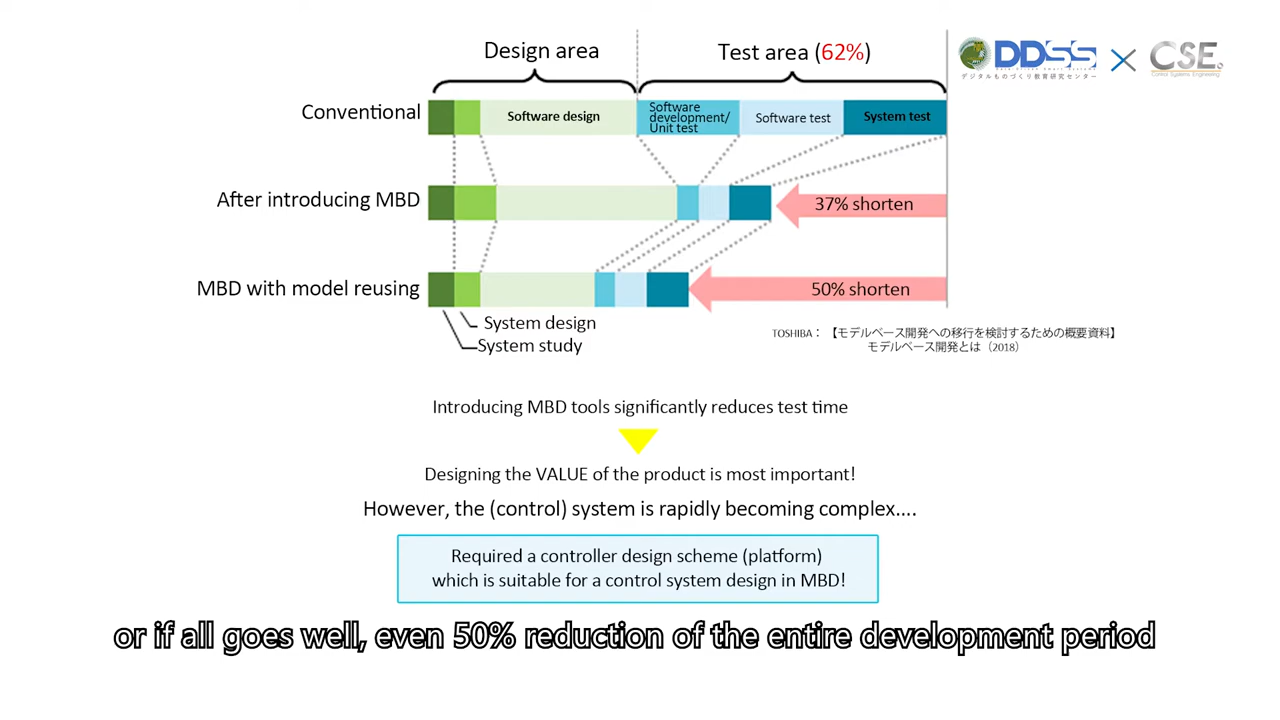 Design area
Test area (62%)
DDSS
デジタルものづくり教育研究センター
CSE
Control Systems Engineering
Conventional
Software design
Software
development/
Unit test
Software test
System test
After introducing MBD
37% shorten
MBD with model reusing
50% shorten
System design
System study
TOSHIBA： 【モデルベース開発への移行を検討するための概要資料】
モデルベース開発とは（2018）
Introducing MBD tools significantly reduces test time
Designing the VALUE of the product is most important!
However, the (control) system is rapidly becoming complex....
Required a controller design scheme (platform)
which is suitable for a control system design in MBD!
or if all goes well, even 50% reduction of the entire development period